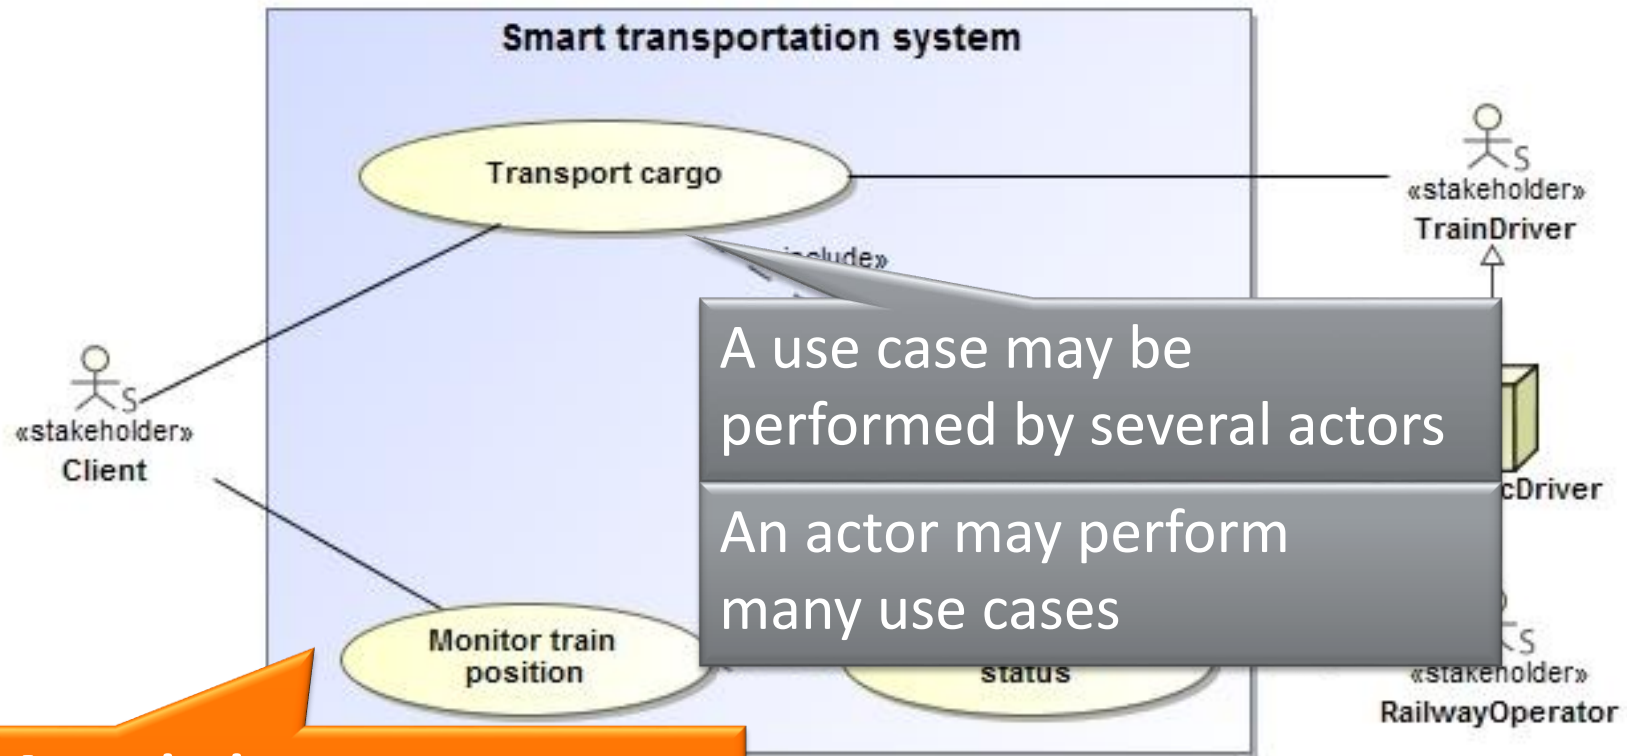 Smart transportation system
Transport cargo
S
«stakeholder»
TrainDriver
A use case may be
performed by several actors
S
«stakeholder»
Client
An actor may perform
many use cases
Monitor train
position
status
S
«stakeholder»
RailwayOperator